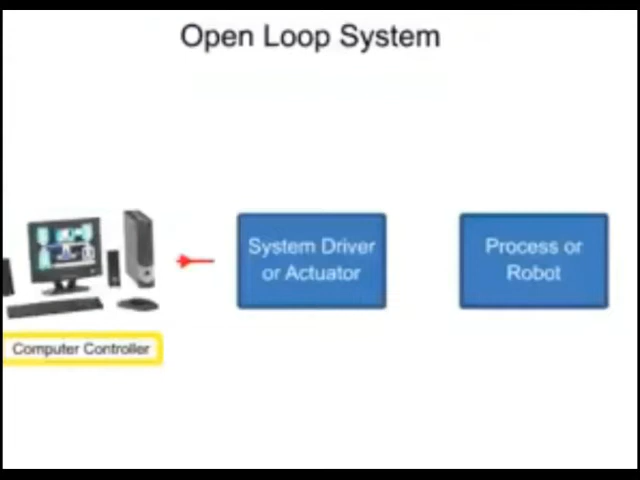 Open Loop System
System Driver
or Actuator
Process or
Robot
Computer Controller